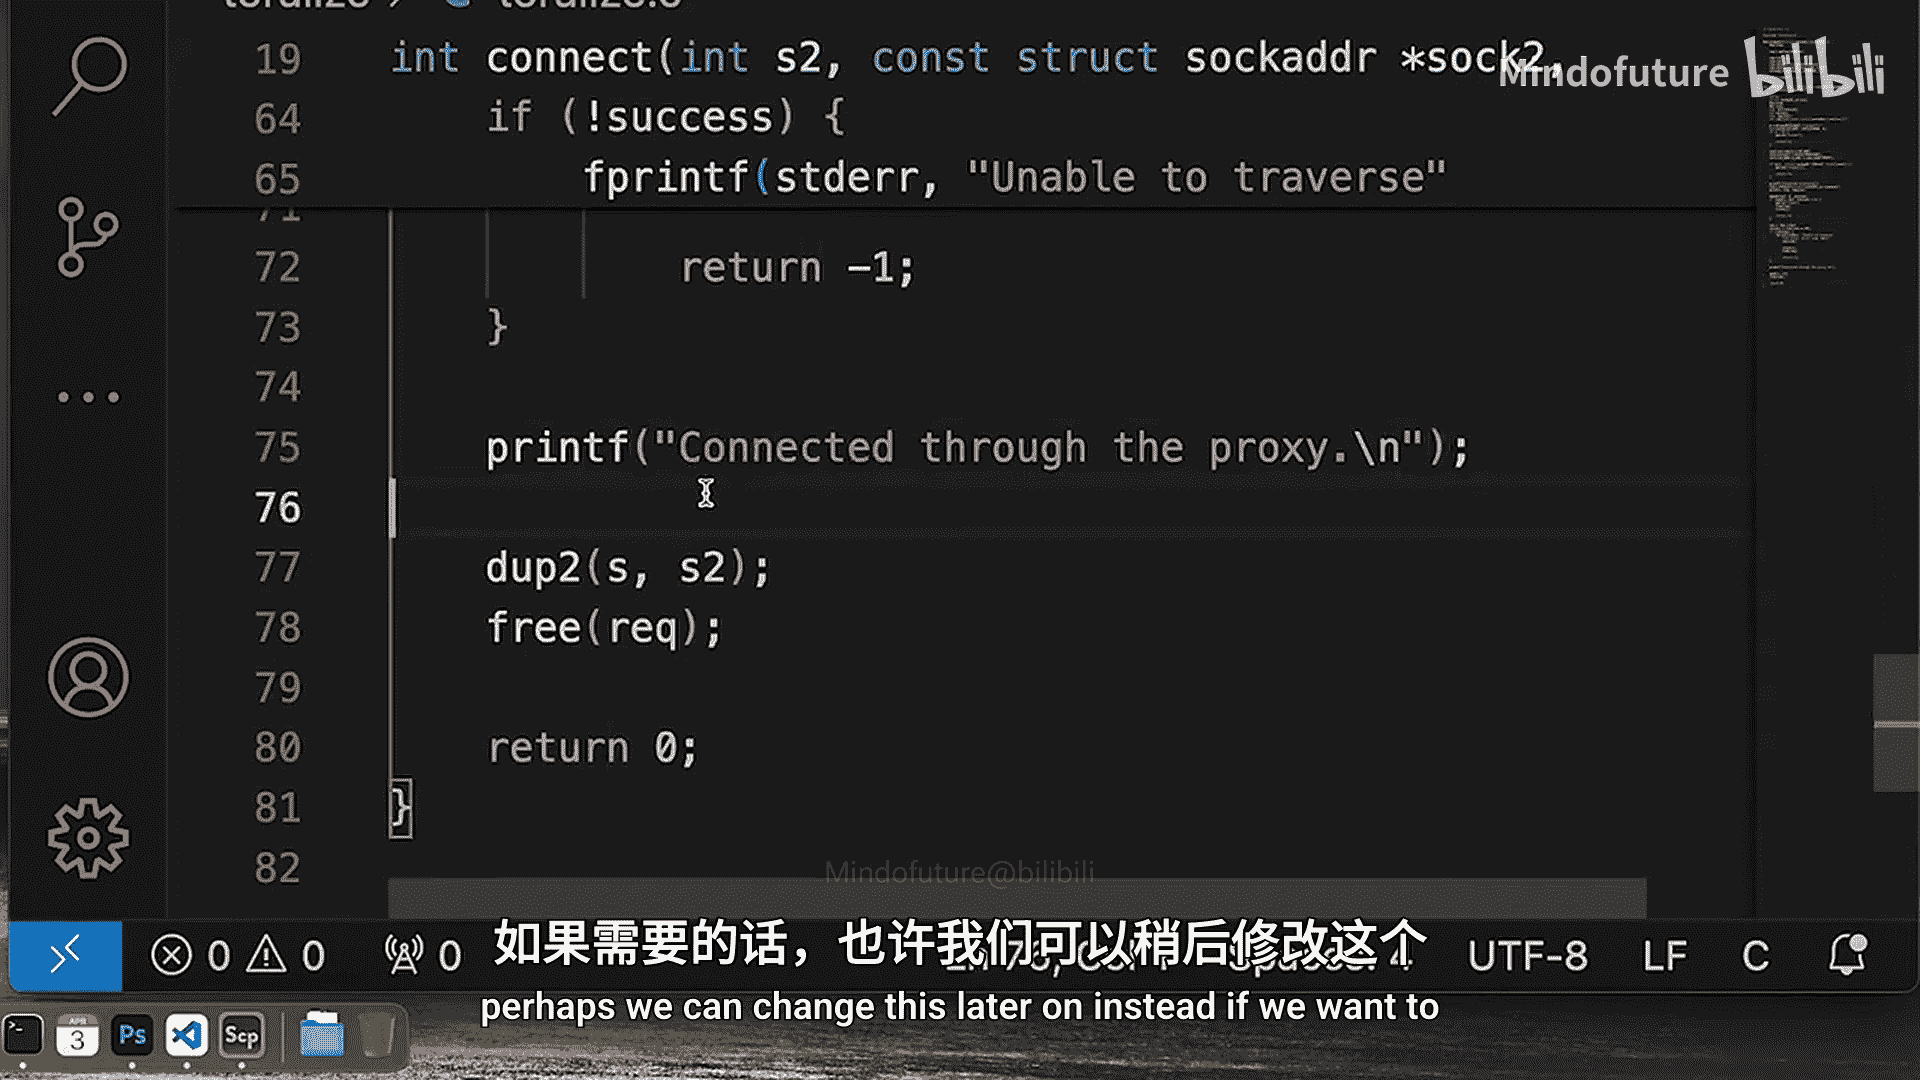 19 int connect(int s2, const struct sockaddr *sock2,
Mindofuture bilibili
64 if (!success) {
65 fprintf(stderr, "Unable to traverse"
71
72 return -1;
73 }
74
75 printf("Connected through the proxy.\n");
76
77 dup2(s, s2);
78 free(req);
79
80 return 0;
81 }
82
Mindofuture@bilibili
0 0 0 UTF-8 LF C
如果需要的话，也许我们可以稍后修改这个
perhaps we can change this later on instead if we want to
APR
3 Ps Scp